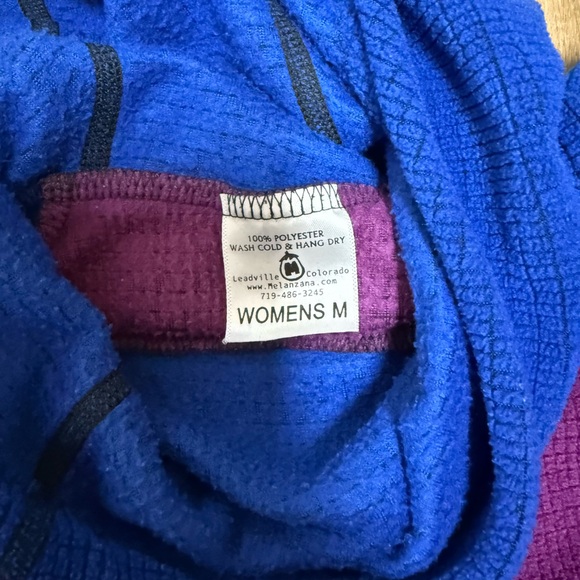 100% POLYESTER
WASH COLD & HANG DRY
Leadville Colorado
www.Melanzana.com
719-486-3245
WOMENS M